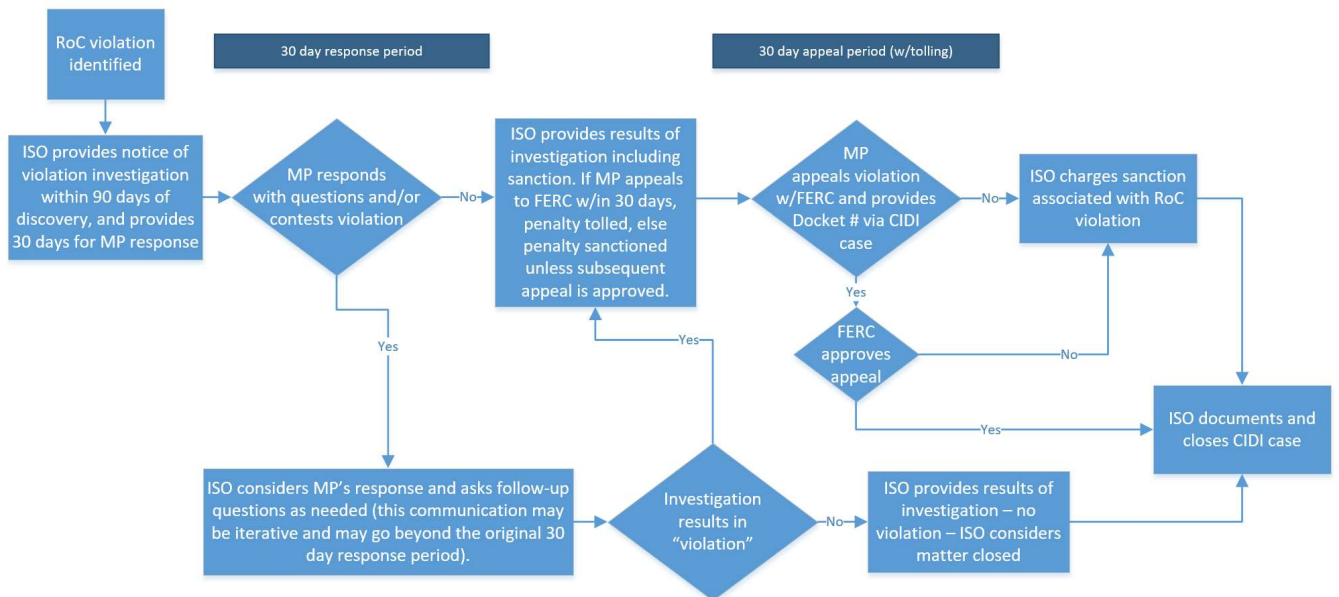 RoC violation
identified
30 day response period
30 day appeal period (w/tolling)
ISO provides notice of
violation investigation
within 90 days of
discovery, and provides
30 days for MP response
MP responds
with questions and/or
contests violation
No
ISO provides results of
investigation including
sanction. If MP appeals
to FERC w/in 30 days,
penalty tolled, else
penalty sanctioned
unless subsequent
appeal is approved.
MP
appeals violation
w/FERC and provides
Docket # via CIDI
case
No
ISO charges sanction
associated with RoC
violation
Yes
FERC
approves
appeal
No
Yes
Yes
Yes
ISO documents and
closes CIDI case
ISO considers MP's response and asks follow-up
questions as needed (this communication may
be iterative and may go beyond the original 30
day response period).
Investigation
results in
“violation”
No
ISO provides results of
investigation – no
violation – ISO considers
matter closed